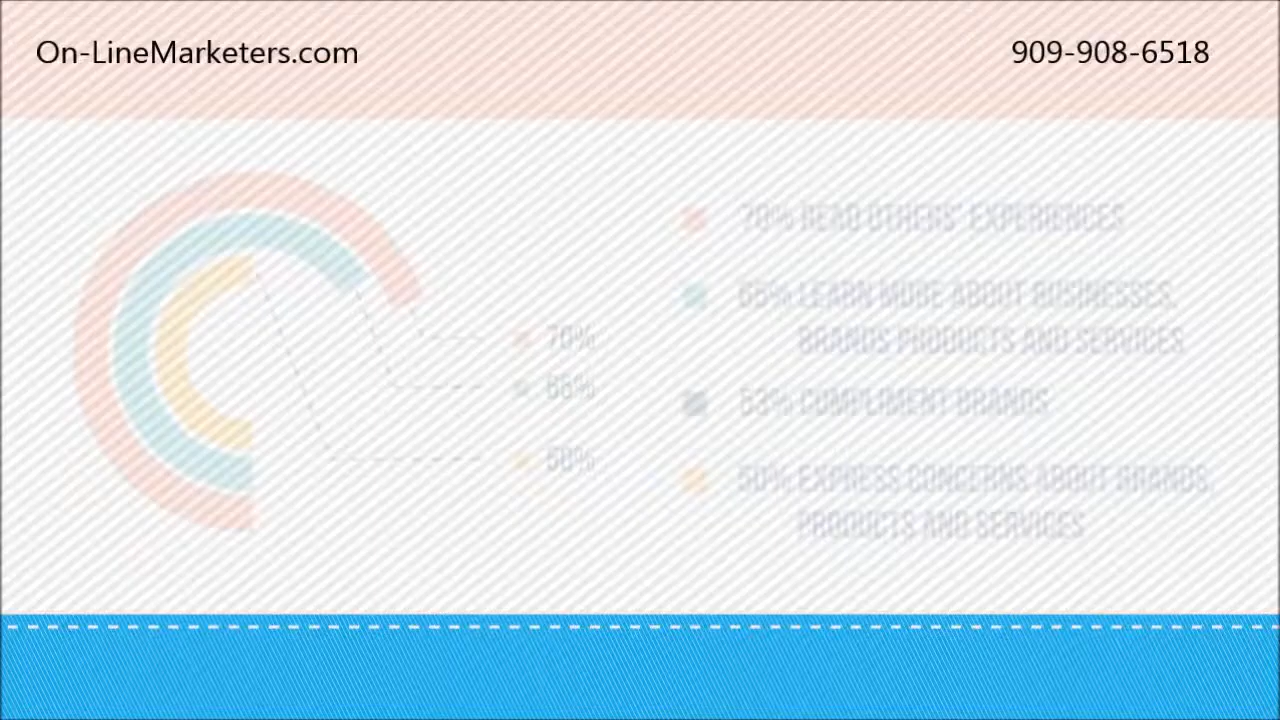 On-LineMarketers.com
909-908-6518
70% READ OTHERS' EXPERIENCES
65% LEARN MORE ABOUT BUSINESSES,
BRANDS PRODUCTS AND SERVICES
70%
65%
53% COMPLIMENT BRANDS
50%
50% EXPRESS CONCERNS ABOUT BRANDS,
PRODUCTS AND SERVICES